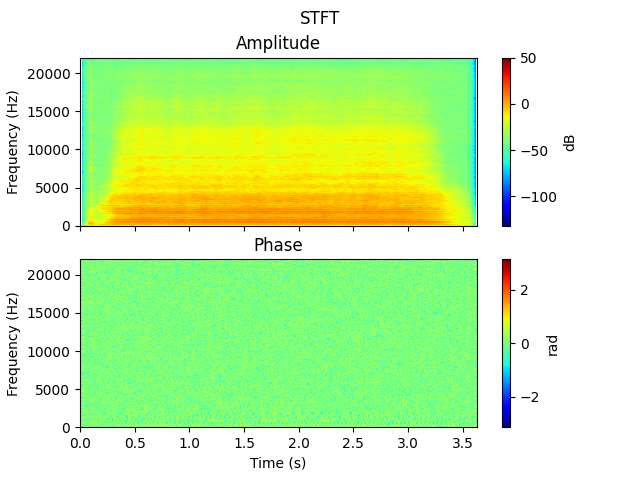 STFT
Amplitude
Frequency (Hz)
20000
15000
10000
5000
0
50
0
−50
−100
dB
Phase
Frequency (Hz)
20000
15000
10000
5000
0
0.0 0.5 1.0 1.5 2.0 2.5 3.0 3.5
Time (s)
2
0
−2
rad